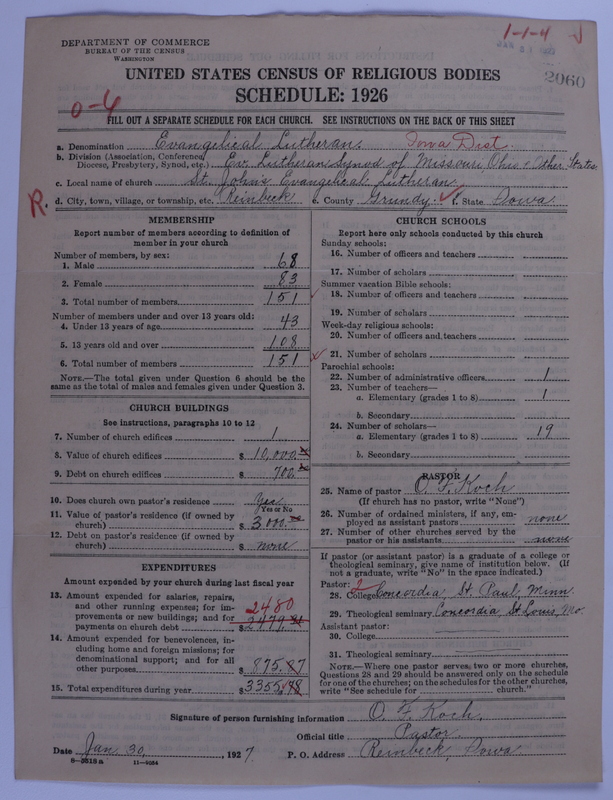 DEPARTMENT OF COMMERCE
BUREAU OF THE CENSUS
WASHINGTON
1-1-4
2060
UNITED STATES CENSUS OF RELIGIOUS BODIES
SCHEDULE: 1926
0-4
FILL OUT A SEPARATE SCHEDULE FOR EACH CHURCH. SEE INSTRUCTIONS ON THE BACK OF THIS SHEET
a. Denomination Evangelical Lutheran. Iowa Dist.
b. Division (Association, Conference, Diocese, Presbytery, Synod, etc.) Ev. Lutheran Synod of Missouri, Ohio & Other States
c. Local name of church St. John's Evangelical Lutheran
R. d. City, town, village, or township, etc. Reinbeck e. County Grundy f. State Iowa
MEMBERSHIP
Report number of members according to definition of
member in your church
Number of members, by sex:
1. Male 68
2. Female 83
3. Total number of members 151
Number of members under and over 13 years old:
4. Under 13 years of age 43
5. 13 years old and over 108
6. Total number of members 151
NOTE.—The total given under Question 6 should be the
same as the total of males and females given under Question 3.
CHURCH BUILDINGS
See instructions, paragraphs 10 to 12
7. Number of church edifices 1
8. Value of church edifices $ 10,000.
9. Debt on church edifices $ 700.
10. Does church own pastor's residence Yes
Yes or No
11. Value of pastor's residence (if owned by
church) $ 3,000.
12. Debt on pastor's residence (if owned by
church) $ none
EXPENDITURES
Amount expended by your church during last fiscal year
13. Amount expended for salaries, repairs,
and other running expenses; for im-
provements or new buildings; and for
payments on church debt 2480 $ 2479.
14. Amount expended for benevolences, in-
cluding home and foreign missions; for
denominational support; and for all
other purposes $ 875.87
15. Total expenditures during year $ 3355.
CHURCH SCHOOLS
Report here only schools conducted by this church
Sunday schools:
16. Number of officers and teachers
17. Number of scholars
Summer vacation Bible schools:
18. Number of officers and teachers
19. Number of scholars
Week-day religious schools:
20. Number of officers and teachers
21. Number of scholars
Parochial schools:
22. Number of administrative officers 1
23. Number of teachers—
a. Elementary (grades 1 to 8) 1
b. Secondary
24. Number of scholars—
a. Elementary (grades 1 to 8) 19
b. Secondary
PASTOR
25. Name of pastor O. F. Koch
(If church has no pastor, write "None")
26. Number of ordained ministers, if any, em-
ployed as assistant pastors none
27. Number of other churches served by the
pastor or his assistants none
If pastor (or assistant pastor) is a graduate of a college or
theological seminary, give name of institution below. (If
not a graduate, write "No" in the space indicated.)
Pastor: 2
28. College Concordia, St. Paul, Minn.
29. Theological seminary Concordia, St Louis, Mo.
Assistant pastor:
30. College
31. Theological seminary
NOTE.—Where one pastor serves two or more churches,
Questions 28 and 29 should be answered only on the schedule
for one of the churches; on the schedules for the other churches,
write "See schedule for church."
Signature of person furnishing information O. F. Koch,
Official title Pastor
Date Jan 30, 1927. P. O. Address Reinbeck, Iowa
8—5818 a 11—9084